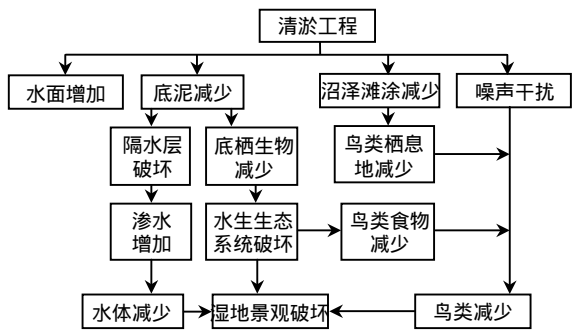 清淤工程
水面增加
底泥减少
沼泽滩涂减少
噪声干扰
隔水层
破坏
底栖生物
减少
鸟类栖息
地减少
渗水
增加
水生生态
系统破坏
鸟类食物
减少
水体减少
湿地景观破坏
鸟类减少